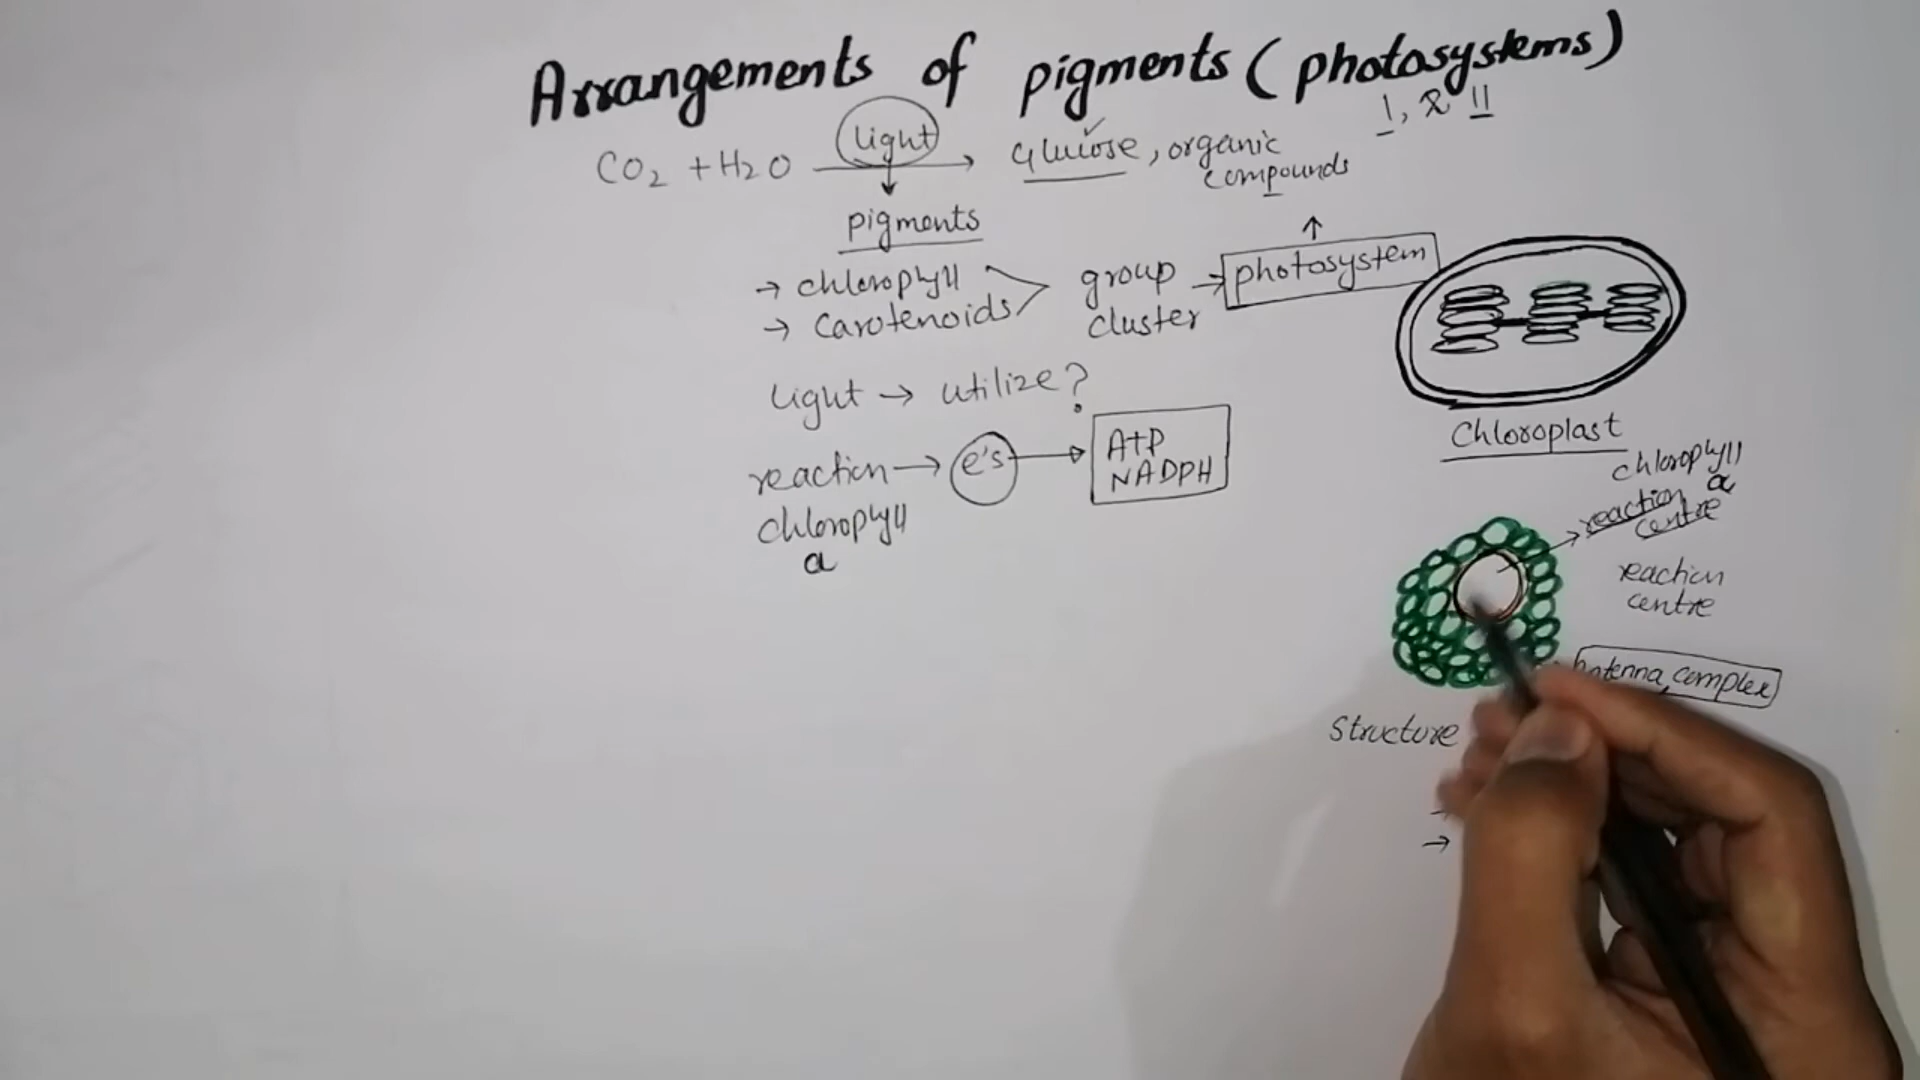 Arrangements of pigments (photosystems)
I, & II
CO2 + H2O light → Glucose, organic
compounds
pigments
→ chlorophyll
→ carotenoids
group
cluster
→ photosystem
Light → utilize?
reaction → e's → ATP
NADPH
chlorophyll
a
Chloroplast
chlorophyll
a
reaction
centre
reaction
centre
antenna complex
Structure
→
→